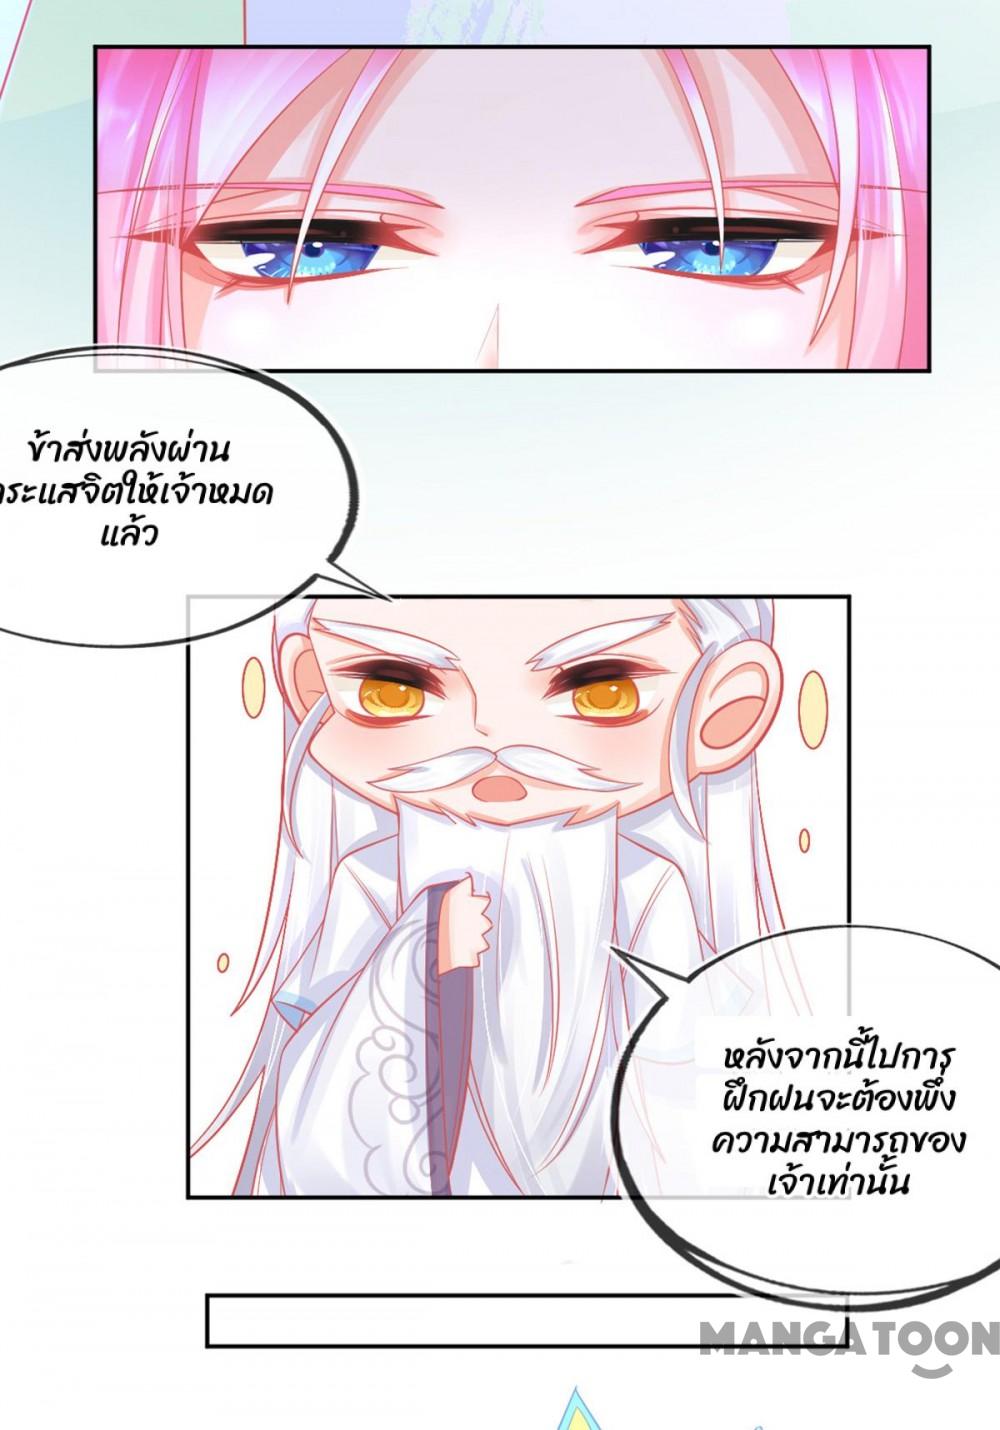 ข้าส่งพลังผ่าน
กระแสจิตให้เจ้าหมด
แล้ว
หลังจากนี้ไปการ
ฝึกฝนจะต้องพึ่ง
ความสามารถของ
เจ้าเท่านั้น
MANGATOON